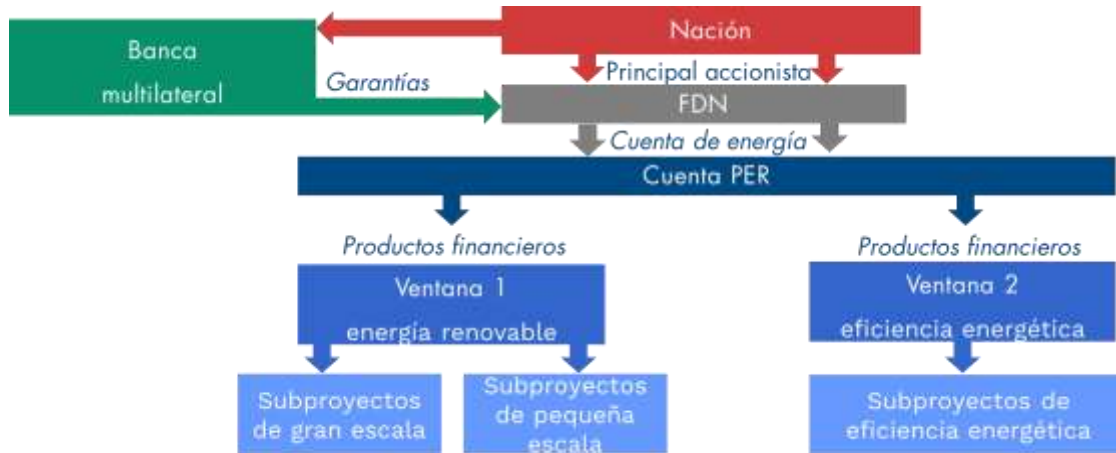 Banca
multilateral
Nación
Garantías
Principal accionista
FDN
Cuenta de energía
Cuenta PER
Productos financieros
Productos financieros
Ventana 1
energía renovable
Ventana 2
eficiencia energética
Subproyectos
de gran escala
Subproyectos
de pequeña
escala
Subproyectos de
eficiencia energética